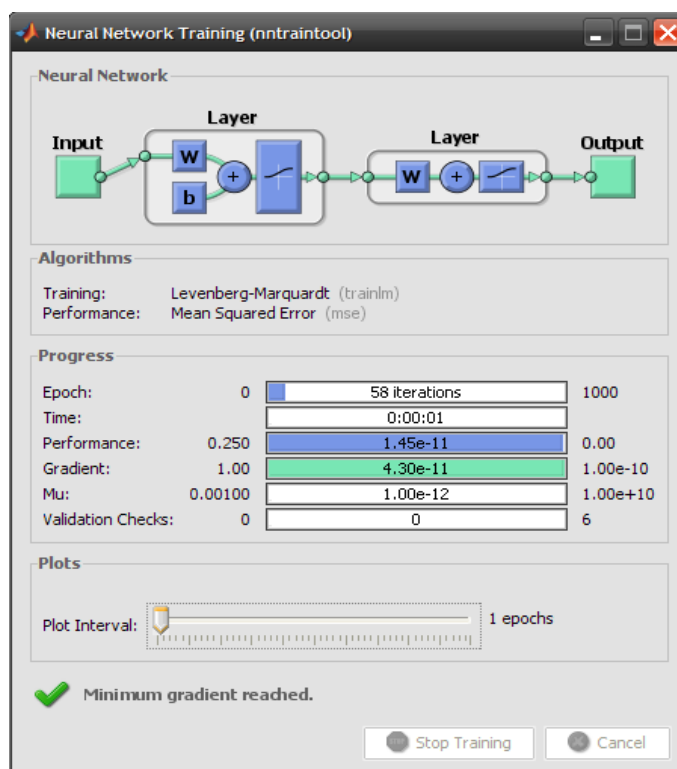 Neural Network Training (nntraintool)
Neural Network
Layer
Layer
Input
Output
W
b
+
W
+
Algorithms
Training: Levenberg-Marquardt (trainlm)
Performance: Mean Squared Error (mse)
Progress
Epoch: 0 58 iterations 1000
Time: 0:00:01
Performance: 0.250 1.45e-11 0.00
Gradient: 1.00 4.30e-11 1.00e-10
Mu: 0.00100 1.00e-12 1.00e+10
Validation Checks: 0 0 6
Plots
Plot Interval: 1 epochs
Minimum gradient reached.
STOP Stop Training Cancel